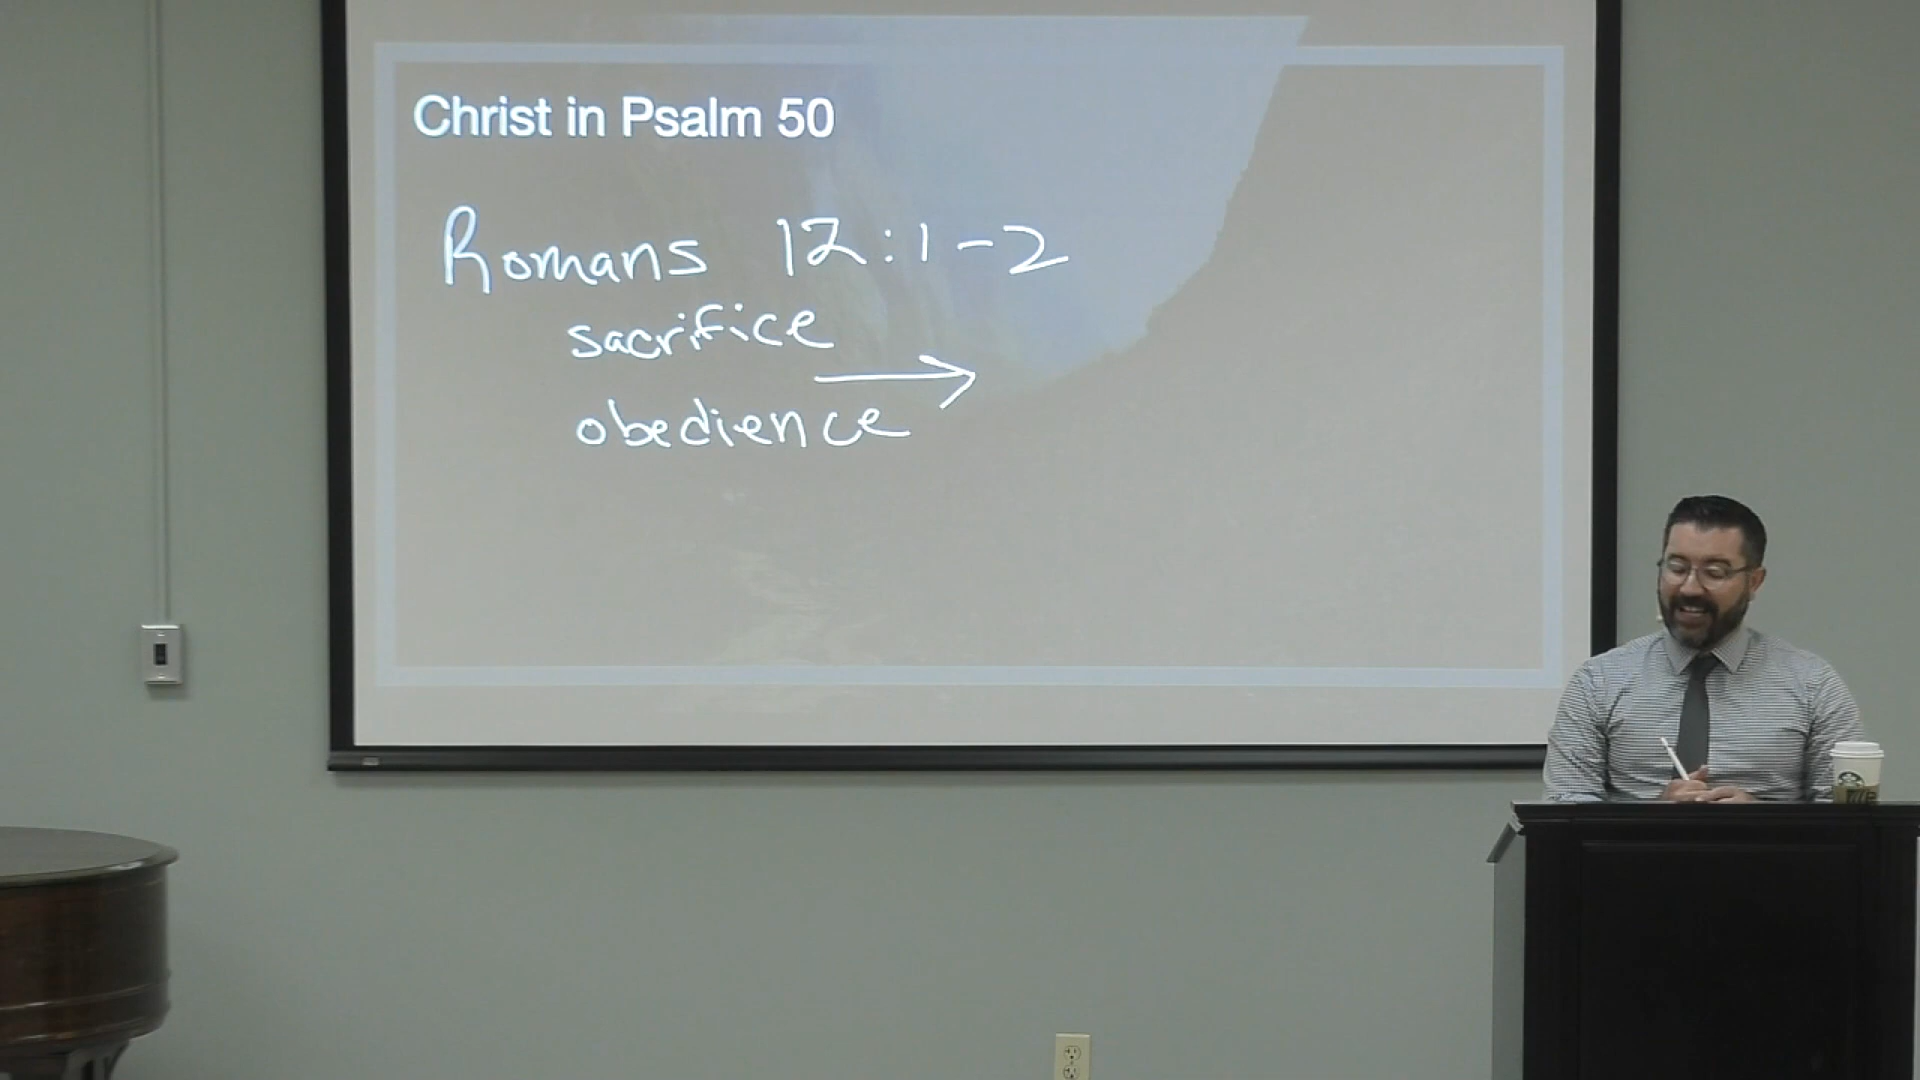 Christ in Psalm 50
Romans 12:1-2
sacrifice
→
obedience